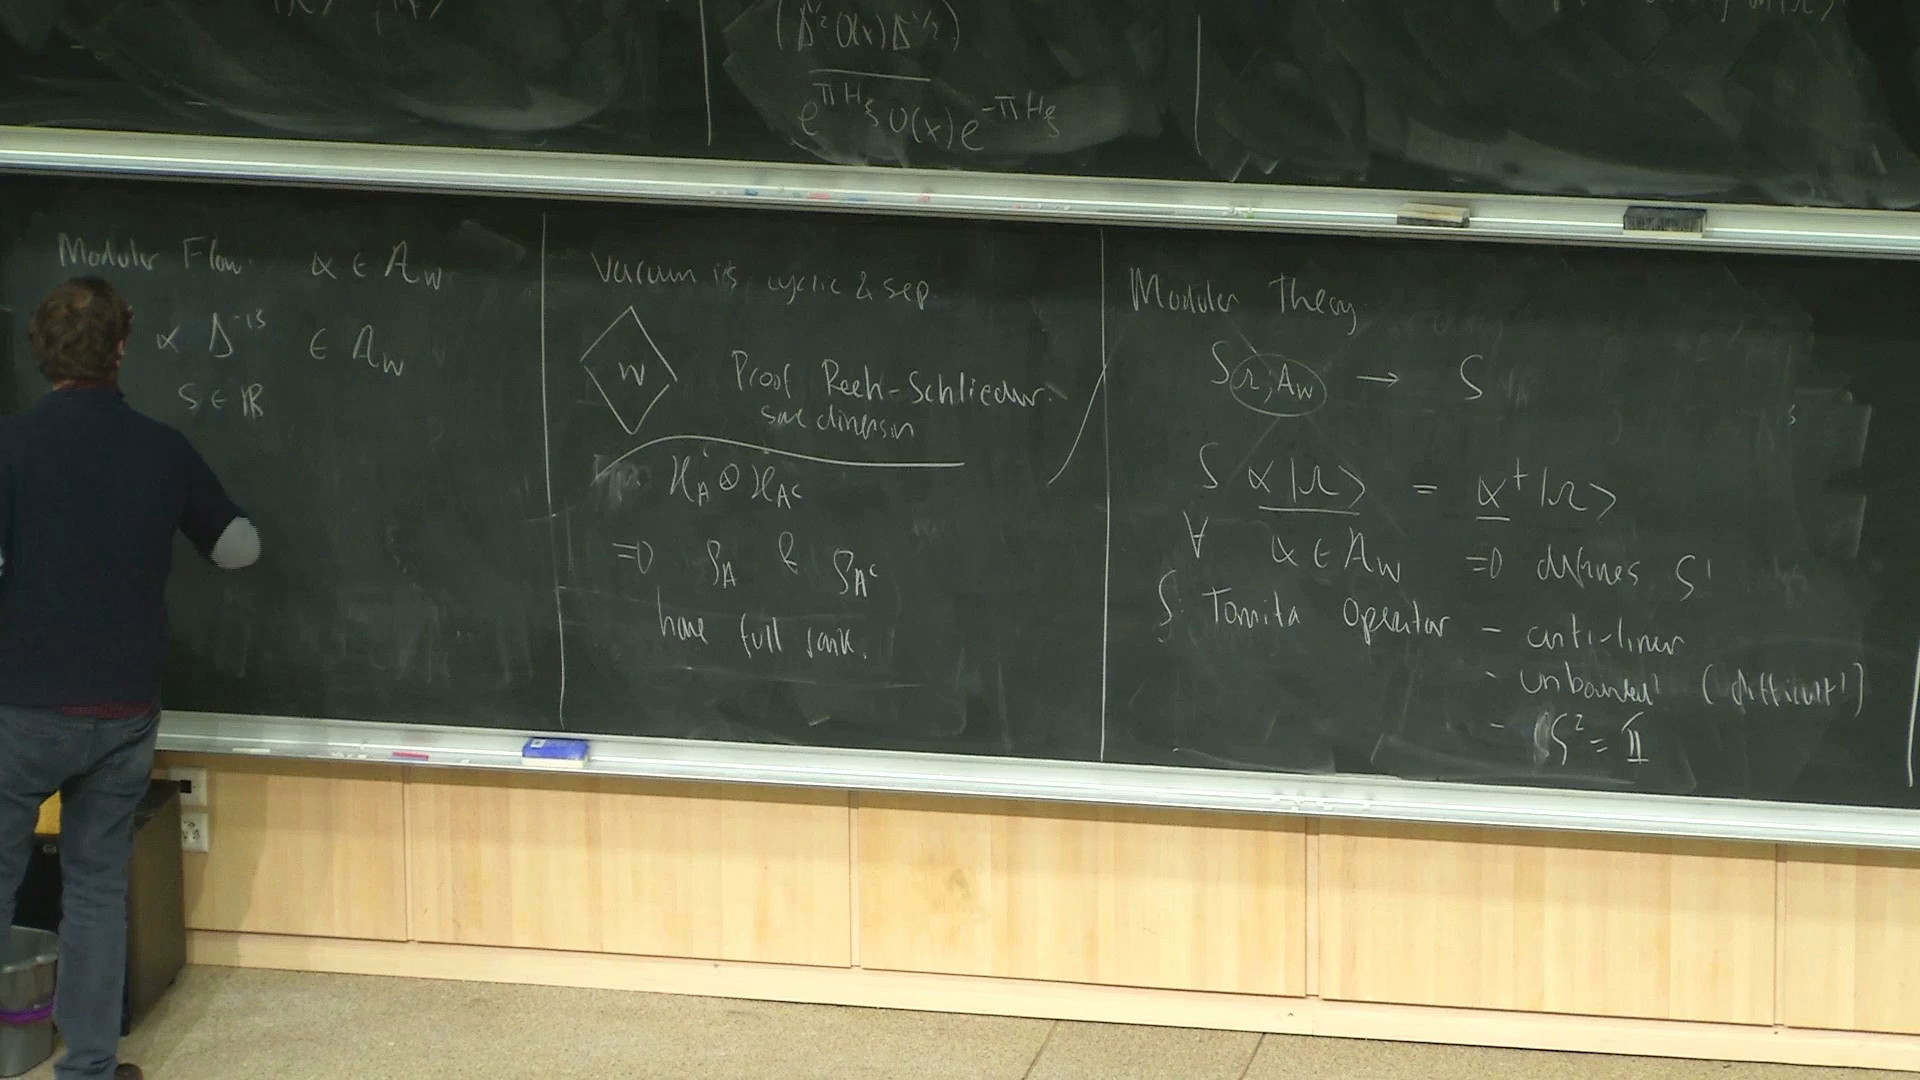 (Δ^{1/2} O(x) Δ^{1/2})
e^{πH_ξ} O(x) e^{-πH_ξ}
Modular Flow. α ∈ A_W
α Δ^{-is} ∈ A_W
s ∈ ℝ
Vacuum is cyclic & sep
W
Proof Reeh-Schlieder.
same dimension
ℋ_A ⊗ ℋ_{A^c}
⇒ ρ_A & ρ_{A^c}
have full rank.
Modular Theory
S_{Ω, A_W} → S
S α|Ω⟩ = α^†|Ω⟩
∀ α ∈ A_W ⇒ defines S!
S: Tomita Operator - anti-linear
- unbounded! (difficult!)
- S² = 𝟙